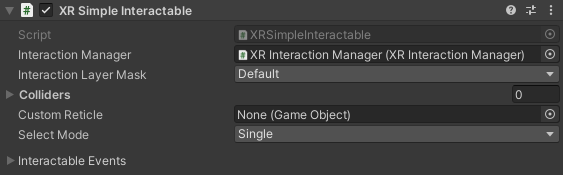 XR Simple Interactable
Script XRSimpleInteractable
Interaction Manager XR Interaction Manager (XR Interaction Manager)
Interaction Layer Mask Default
Colliders 0
Custom Reticle None (Game Object)
Select Mode Single
Interactable Events